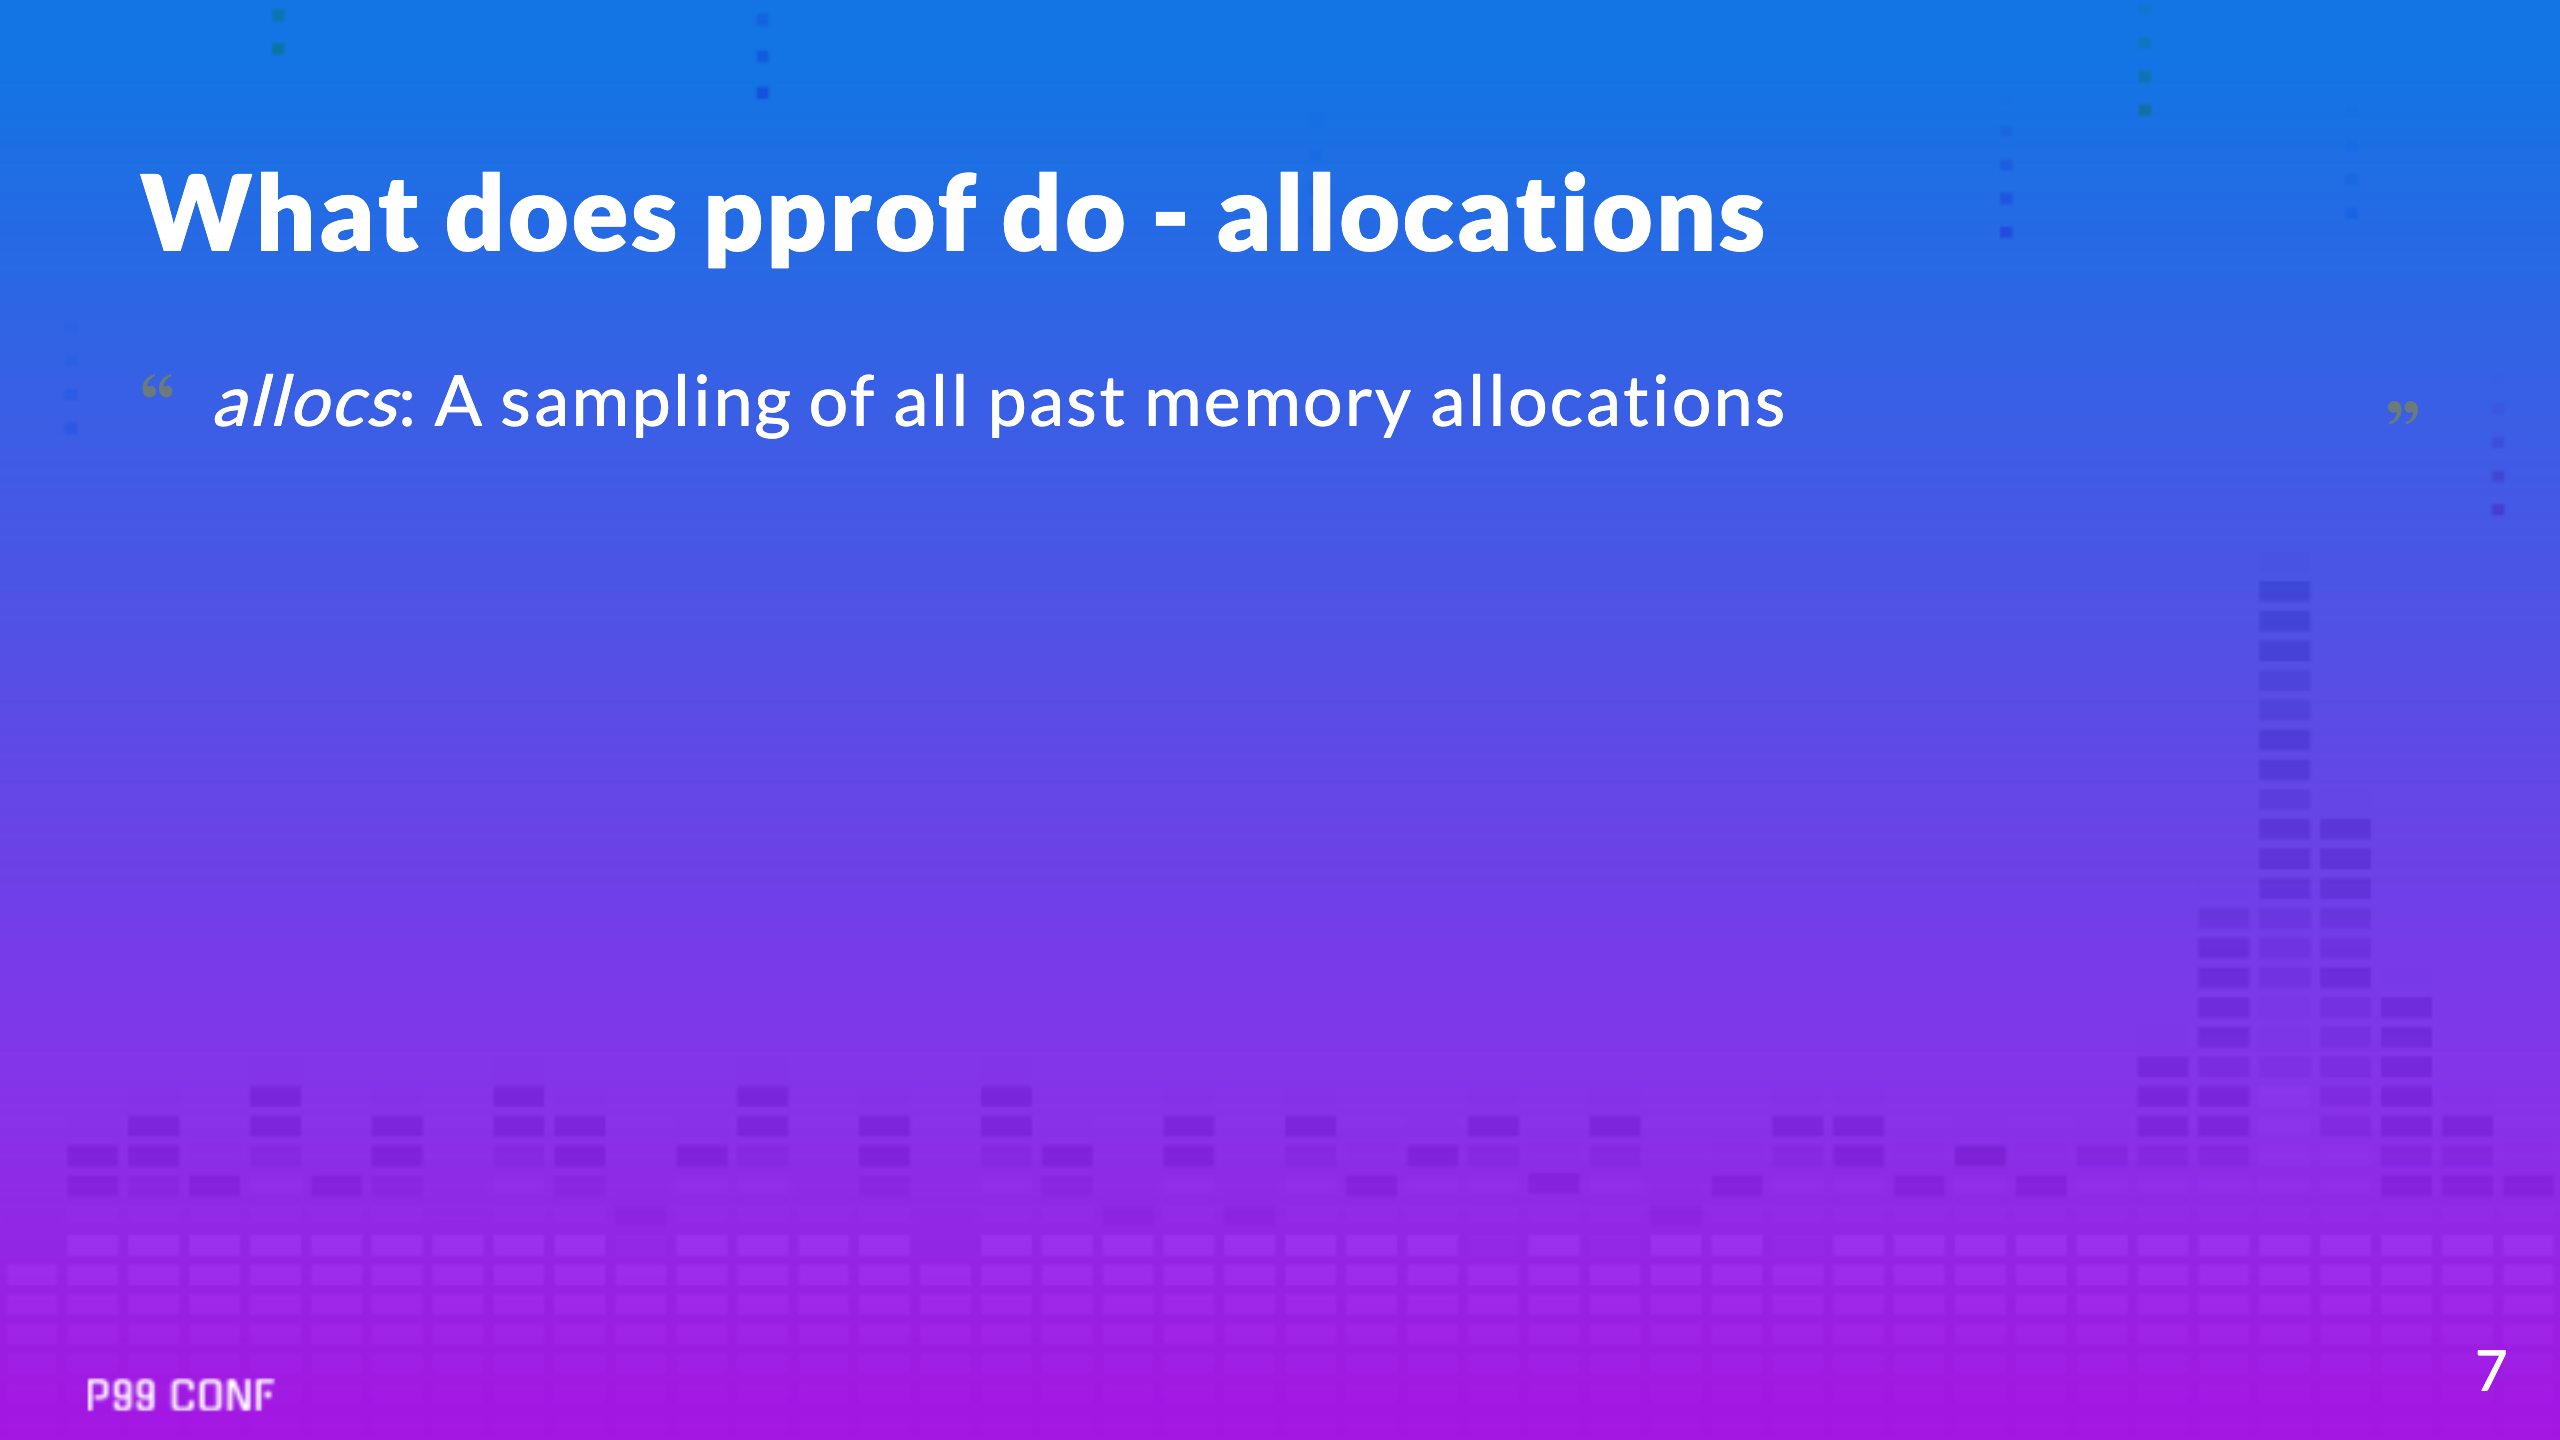 What does pprof do - allocations
“ allocs: A sampling of all past memory allocations ”
P99 CONF
7